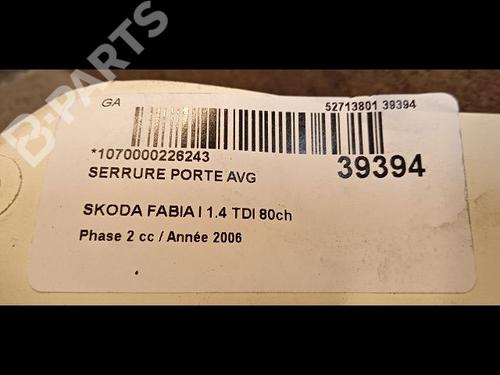 B-PARTS
GA
52713801 39394
*1070000226243
39394
SERRURE PORTE AVG
SKODA FABIA I 1.4 TDI 80ch
Phase 2 cc / Année 2006